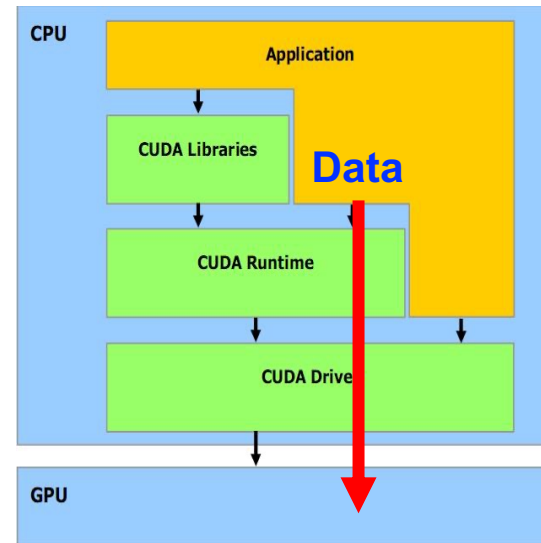 CPU
Application
CUDA Libraries
Data
CUDA Runtime
CUDA Drive
GPU